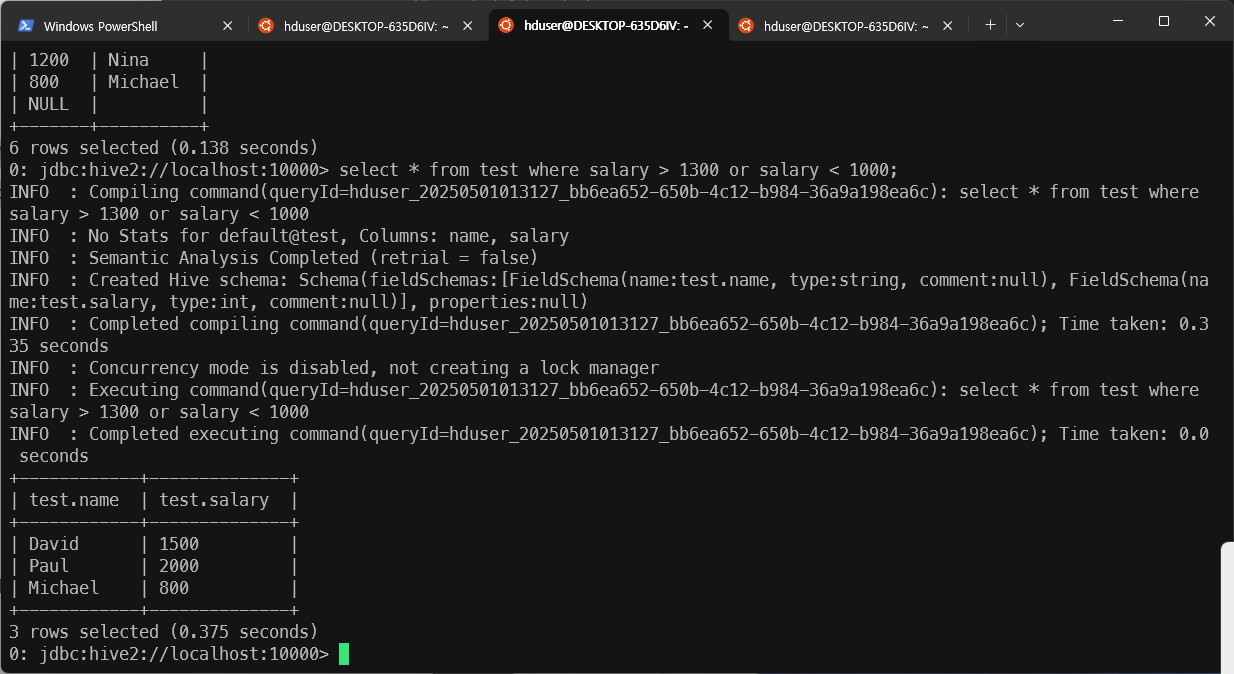 Windows PowerShell
hduser@DESKTOP-635D6IV: ~
hduser@DESKTOP-635D6IV: ~
hduser@DESKTOP-635D6IV: ~
| 1200  | Nina     |
| 800   | Michael  |
| NULL  |          |
+-------+----------+
6 rows selected (0.138 seconds)
0: jdbc:hive2://localhost:10000> select * from test where salary > 1300 or salary < 1000;
INFO  : Compiling command(queryId=hduser_20250501013127_bb6ea652-650b-4c12-b984-36a9a198ea6c): select * from test where
salary > 1300 or salary < 1000
INFO  : No Stats for default@test, Columns: name, salary
INFO  : Semantic Analysis Completed (retrial = false)
INFO  : Created Hive schema: Schema(fieldSchemas:[FieldSchema(name:test.name, type:string, comment:null), FieldSchema(na
me:test.salary, type:int, comment:null)], properties:null)
INFO  : Completed compiling command(queryId=hduser_20250501013127_bb6ea652-650b-4c12-b984-36a9a198ea6c); Time taken: 0.3
35 seconds
INFO  : Concurrency mode is disabled, not creating a lock manager
INFO  : Executing command(queryId=hduser_20250501013127_bb6ea652-650b-4c12-b984-36a9a198ea6c): select * from test where
salary > 1300 or salary < 1000
INFO  : Completed executing command(queryId=hduser_20250501013127_bb6ea652-650b-4c12-b984-36a9a198ea6c); Time taken: 0.0
 seconds
+------------+--------------+
| test.name  | test.salary  |
+------------+--------------+
| David      | 1500         |
| Paul       | 2000         |
| Michael    | 800          |
+------------+--------------+
3 rows selected (0.375 seconds)
0: jdbc:hive2://localhost:10000>